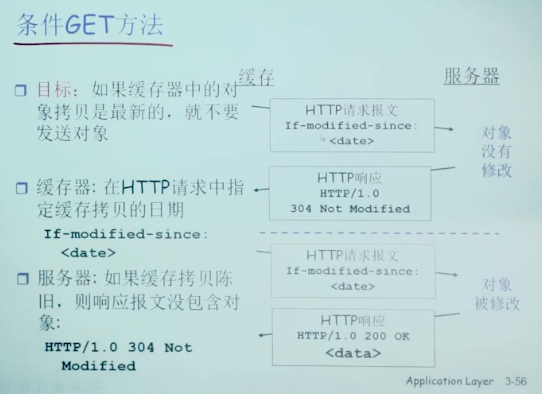 条件GET方法
缓存
服务器
目标：如果缓存器中的对
象拷贝是最新的，就不要
发送对象
缓存器: 在HTTP请求中指
定缓存拷贝的日期
If-modified-since:
<date>
服务器: 如果缓存拷贝陈
旧，则响应报文没包含对
象:
HTTP/1.0 304 Not
Modified
HTTP请求报文
If-modified-since:
<date>
对象
没有
修改
HTTP响应
HTTP/1.0
304 Not Modified
HTTP请求报文
If-modified-since:
<date>
对象
被修改
HTTP响应
HTTP/1.0 200 OK
<data>
Application Layer 3-56